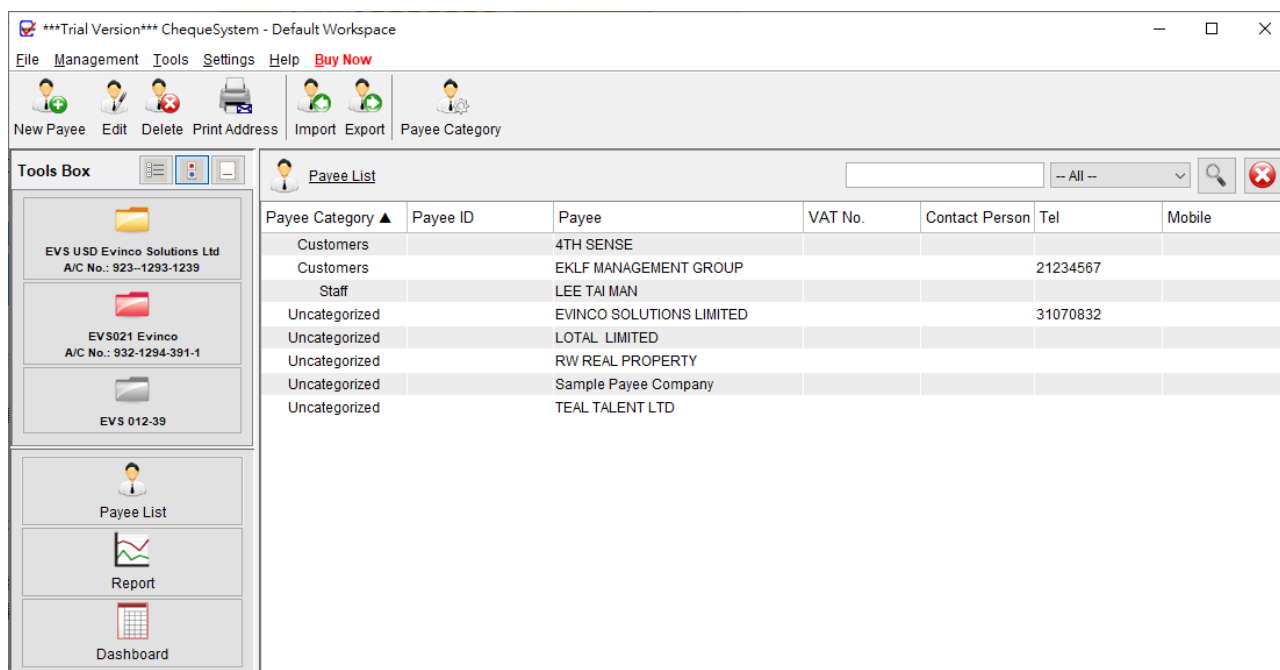 ***Trial Version*** ChequeSystem - Default Workspace
File Management Tools Settings Help Buy Now
New Payee Edit Delete Print Address Import Export Payee Category
Tools Box
EVS USD Evinco Solutions Ltd
A/C No.: 923--1293-1239
EVS021 Evinco
A/C No.: 932-1294-391-1
EVS 012-39
Payee List
Report
Dashboard
Payee List -- All --
Payee Category ▲ Payee ID Payee VAT No. Contact Person Tel Mobile
Customers 4TH SENSE
Customers EKLF MANAGEMENT GROUP 21234567
Staff LEE TAI MAN
Uncategorized EVINCO SOLUTIONS LIMITED 31070832
Uncategorized LOTAL  LIMITED
Uncategorized RW REAL PROPERTY
Uncategorized Sample Payee Company
Uncategorized TEAL TALENT LTD